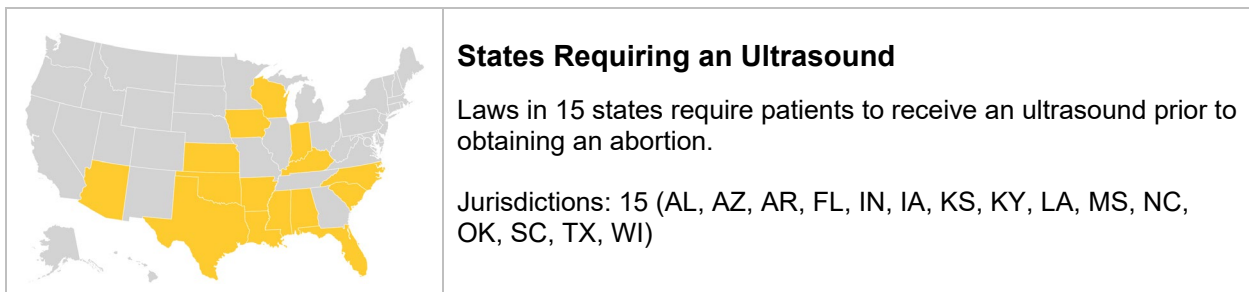 States Requiring an Ultrasound
Laws in 15 states require patients to receive an ultrasound prior to
obtaining an abortion.
Jurisdictions: 15 (AL, AZ, AR, FL, IN, IA, KS, KY, LA, MS, NC,
OK, SC, TX, WI)